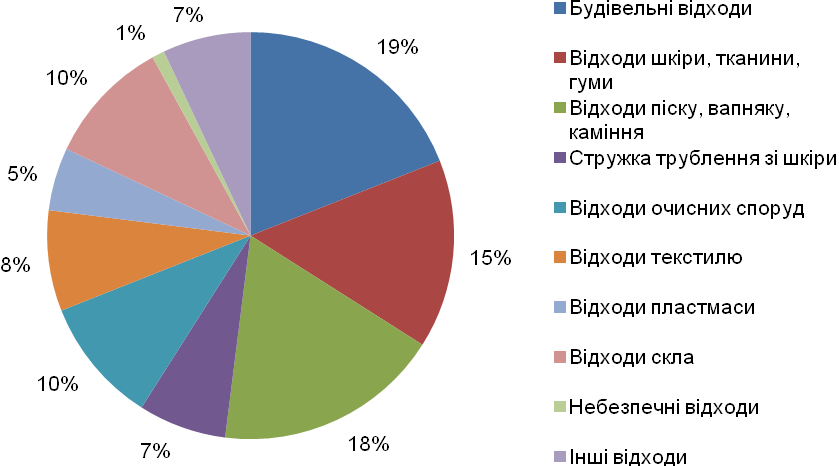 7%
1%
19%
10%
5%
15%
8%
10%
7%
18%
Будівельні відходи
Відходи шкіри, тканини,
гуми
Відходи піску, вапняку,
каміння
Стружка трублення зі шкіри
Відходи очисних споруд
Відходи текстилю
Відходи пластмаси
Відходи скла
Небезпечні відходи
Інші відходи